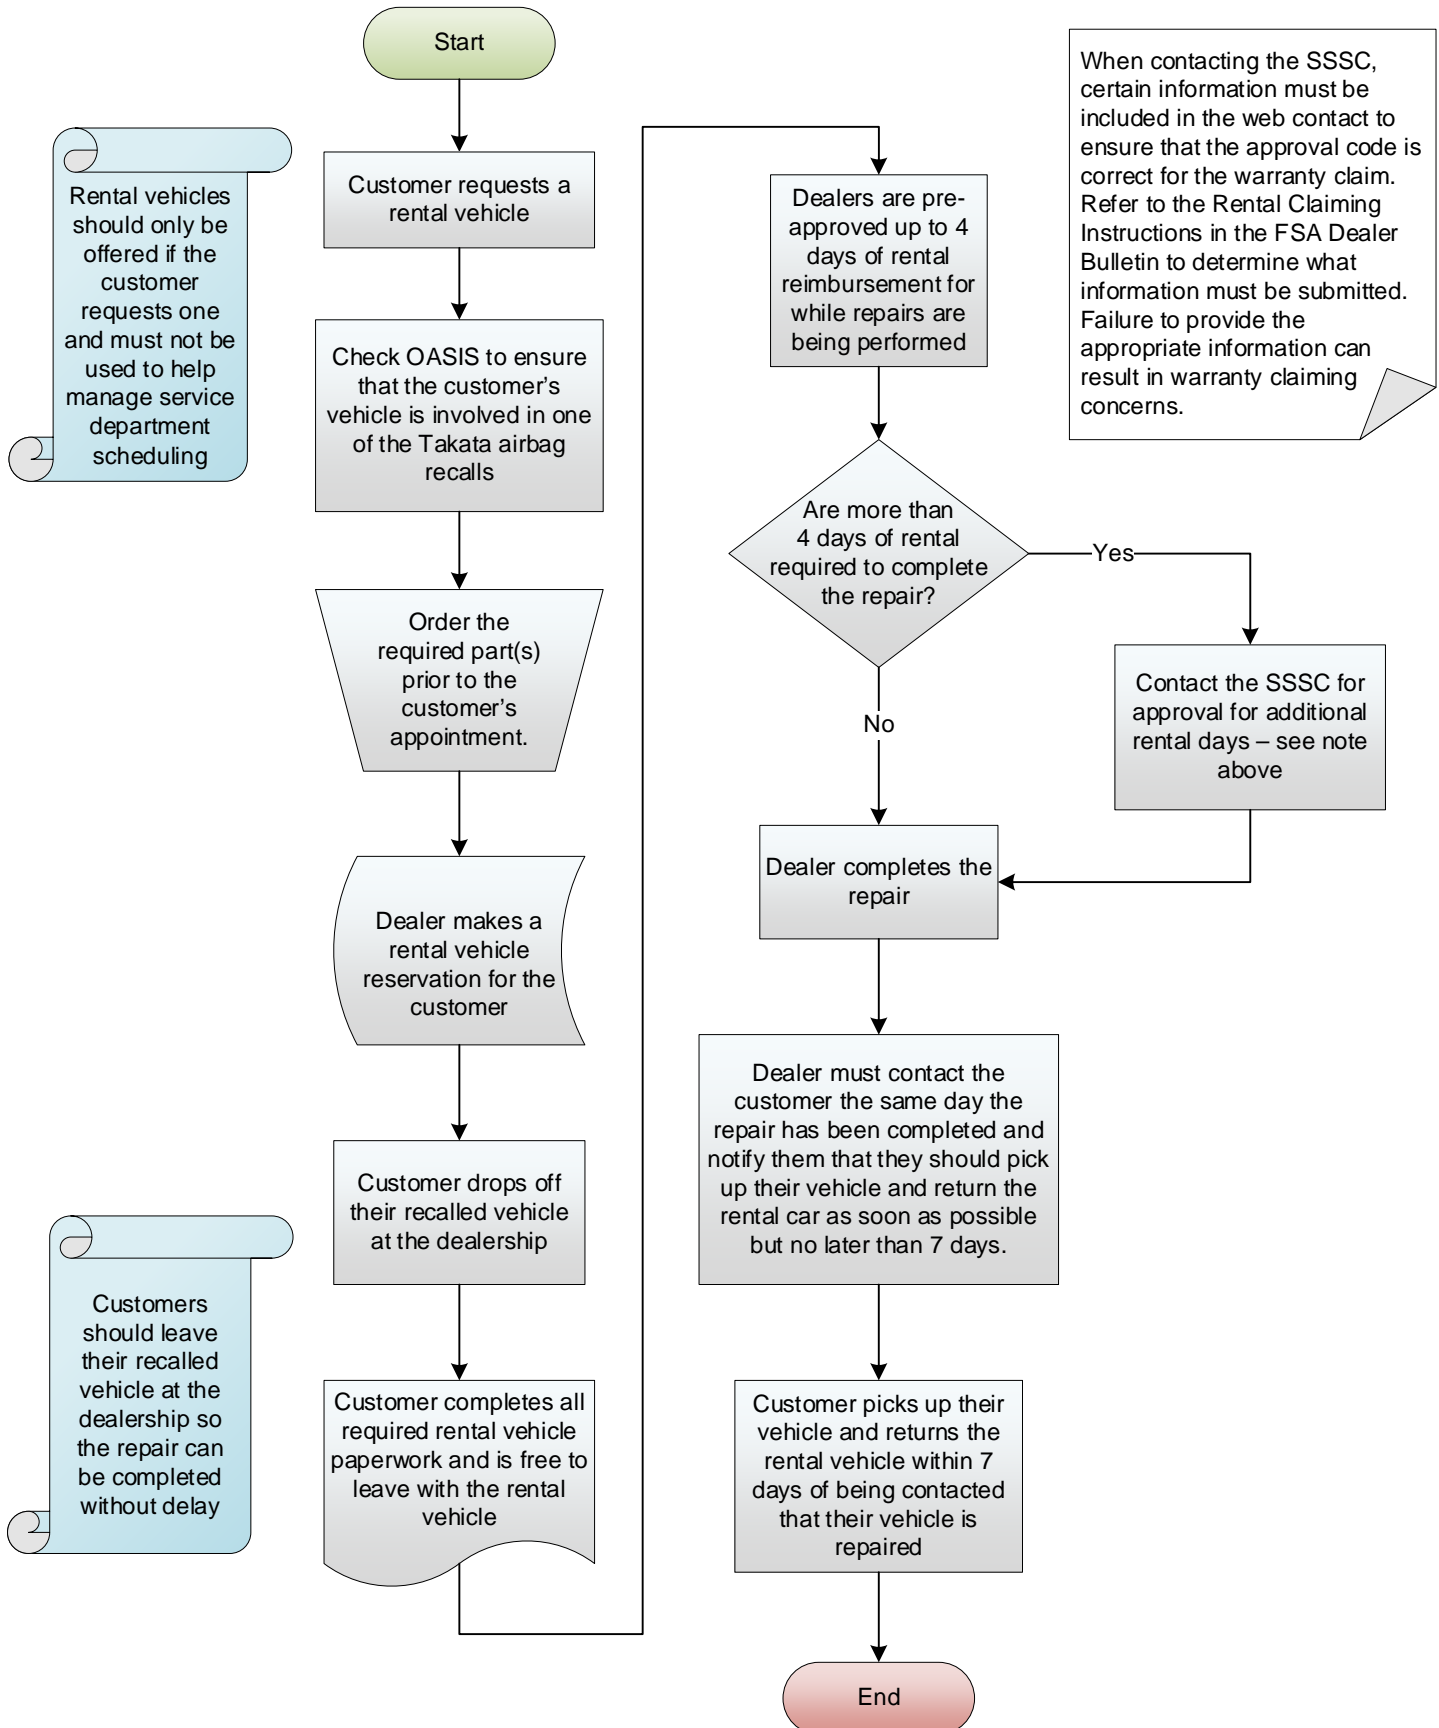 Start
Customer requests a
rental vehicle
Rental vehicles
should only be
offered if the
customer
requests one
and must not be
used to help
manage service
department
scheduling
Check OASIS to ensure
that the customer's
vehicle is involved in one
of the Takata airbag
recalls
Order the
required part(s)
prior to the
customer's
appointment.
Dealer makes a
rental vehicle
reservation for the
customer
Customer drops off
their recalled vehicle
at the dealership
Customers
should leave
their recalled
vehicle at the
dealership so
the repair can
be completed
without delay
Customer completes all
required rental vehicle
paperwork and is free to
leave with the rental
vehicle
Dealers are pre-
approved up to 4
days of rental
reimbursement for
while repairs are
being performed
When contacting the SSSC,
certain information must be
included in the web contact to
ensure that the approval code is
correct for the warranty claim.
Refer to the Rental Claiming
Instructions in the FSA Dealer
Bulletin to determine what
information must be submitted.
Failure to provide the
appropriate information can
result in warranty claiming
concerns.
Are more than
4 days of rental
required to complete
the repair?
Yes
Contact the SSSC for
approval for additional
rental days – see note
above
No
Dealer completes the
repair
Dealer must contact the
customer the same day the
repair has been completed and
notify them that they should pick
up their vehicle and return the
rental car as soon as possible
but no later than 7 days.
Customer picks up their
vehicle and returns the
rental vehicle within 7
days of being contacted
that their vehicle is
repaired
End